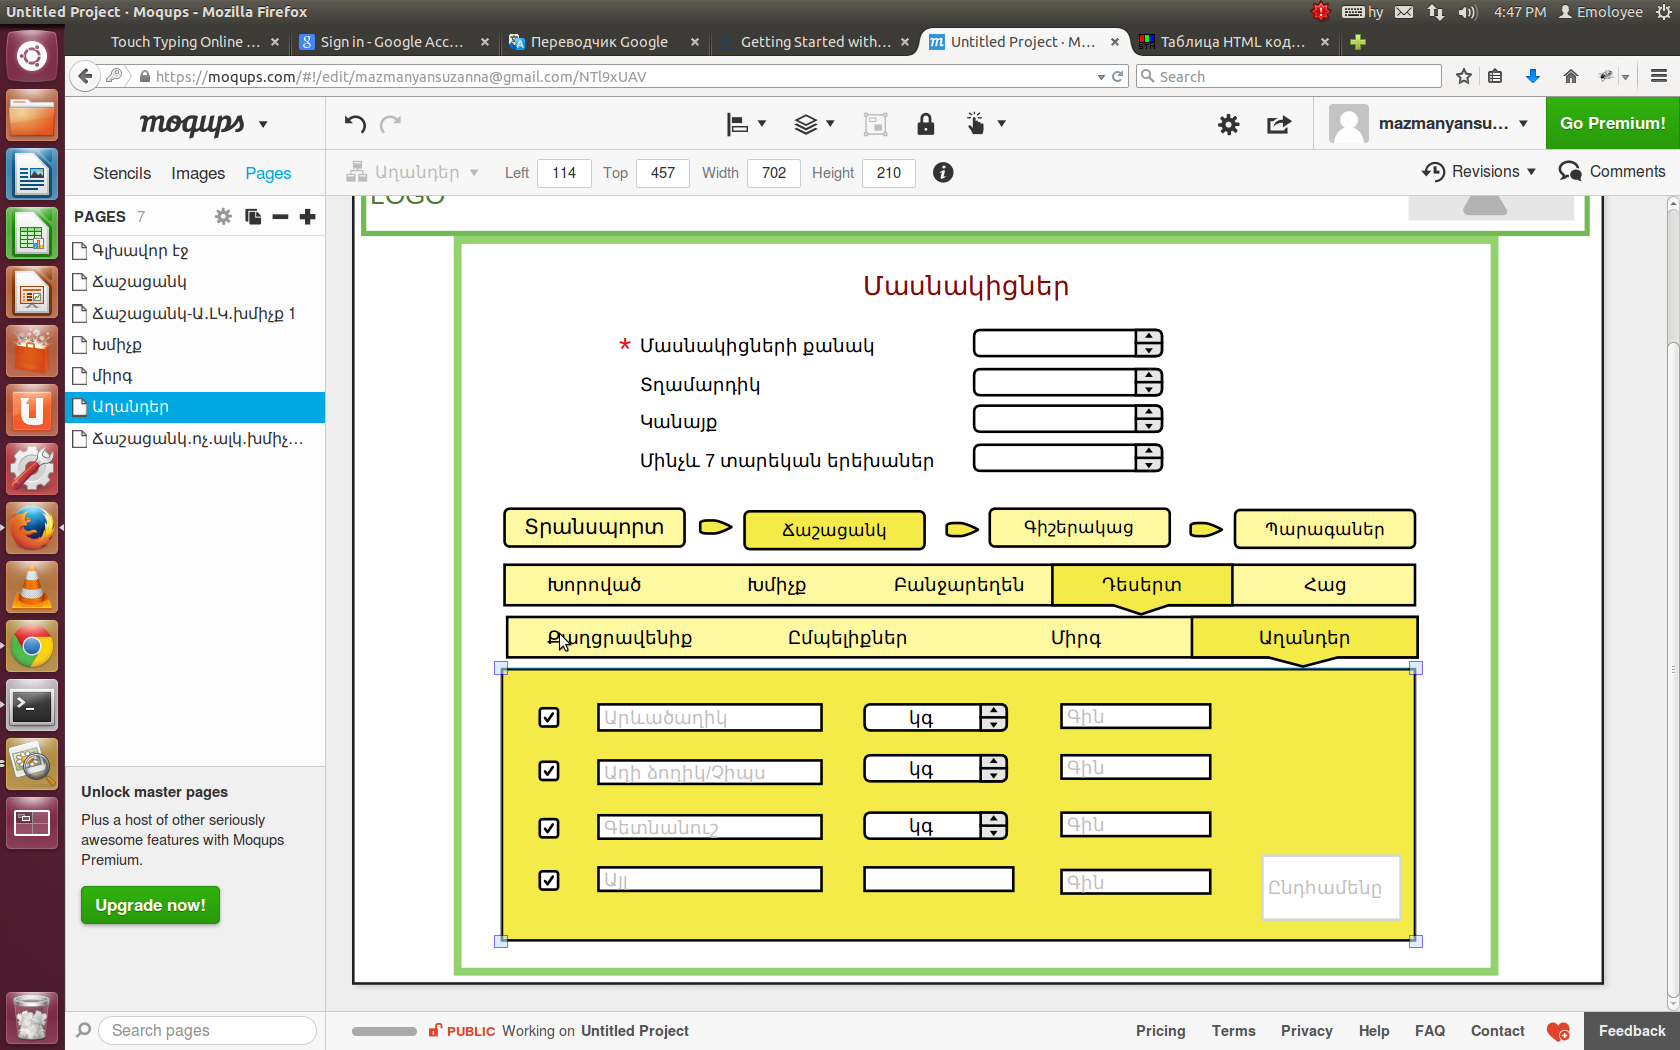 Untitled Project · Moqups - Mozilla Firefox
hy
4:47 PM
Emoloyee
Touch Typing Online ...
Sign in - Google Acc...
Переводчик Google
Getting Started with...
Untitled Project · M...
Таблица HTML код...
https://moqups.com/#!/edit/mazmanyansuzanna@gmail.com/NTl9xUAV
Search
moqups
mazmanyansu...
Go Premium!
Stencils
Images
Pages
Աղանդեր
Left
114
Top
457
Width
702
Height
210
Revisions
Comments
PAGES 7
Գլխավոր էջ
Ճաշացանկ
Ճաշացանկ-Ա.ԼԿ.խմիչք 1
Խմիչք
միրգ
Աղանդեր
Ճաշացանկ.ոչ.ալկ.խմիչ...
LOGO
Մասնակիցներ
* Մասնակիցների քանակ
Տղամարդիկ
Կանայք
Մինչև 7 տարեկան երեխաներ
Տրանսպորտ
Ճաշացանկ
Գիշերակաց
Պարագաներ
Խորոված
Խմիչք
Բանջարեղեն
Դեսերտ
Հաց
Քաղցրավենիք
Ըմպելիքներ
Միրգ
Աղանդեր
Արևածաղիկ
կգ
Գին
Աղի ձողիկ/Չիպս
կգ
Գին
Գետնանուշ
կգ
Գին
Այլ
Գին
Ընդհամենը
Unlock master pages
Plus a host of other seriously
awesome features with Moqups
Premium.
Upgrade now!
Search pages
PUBLIC Working on Untitled Project
Pricing
Terms
Privacy
Help
FAQ
Contact
Feedback